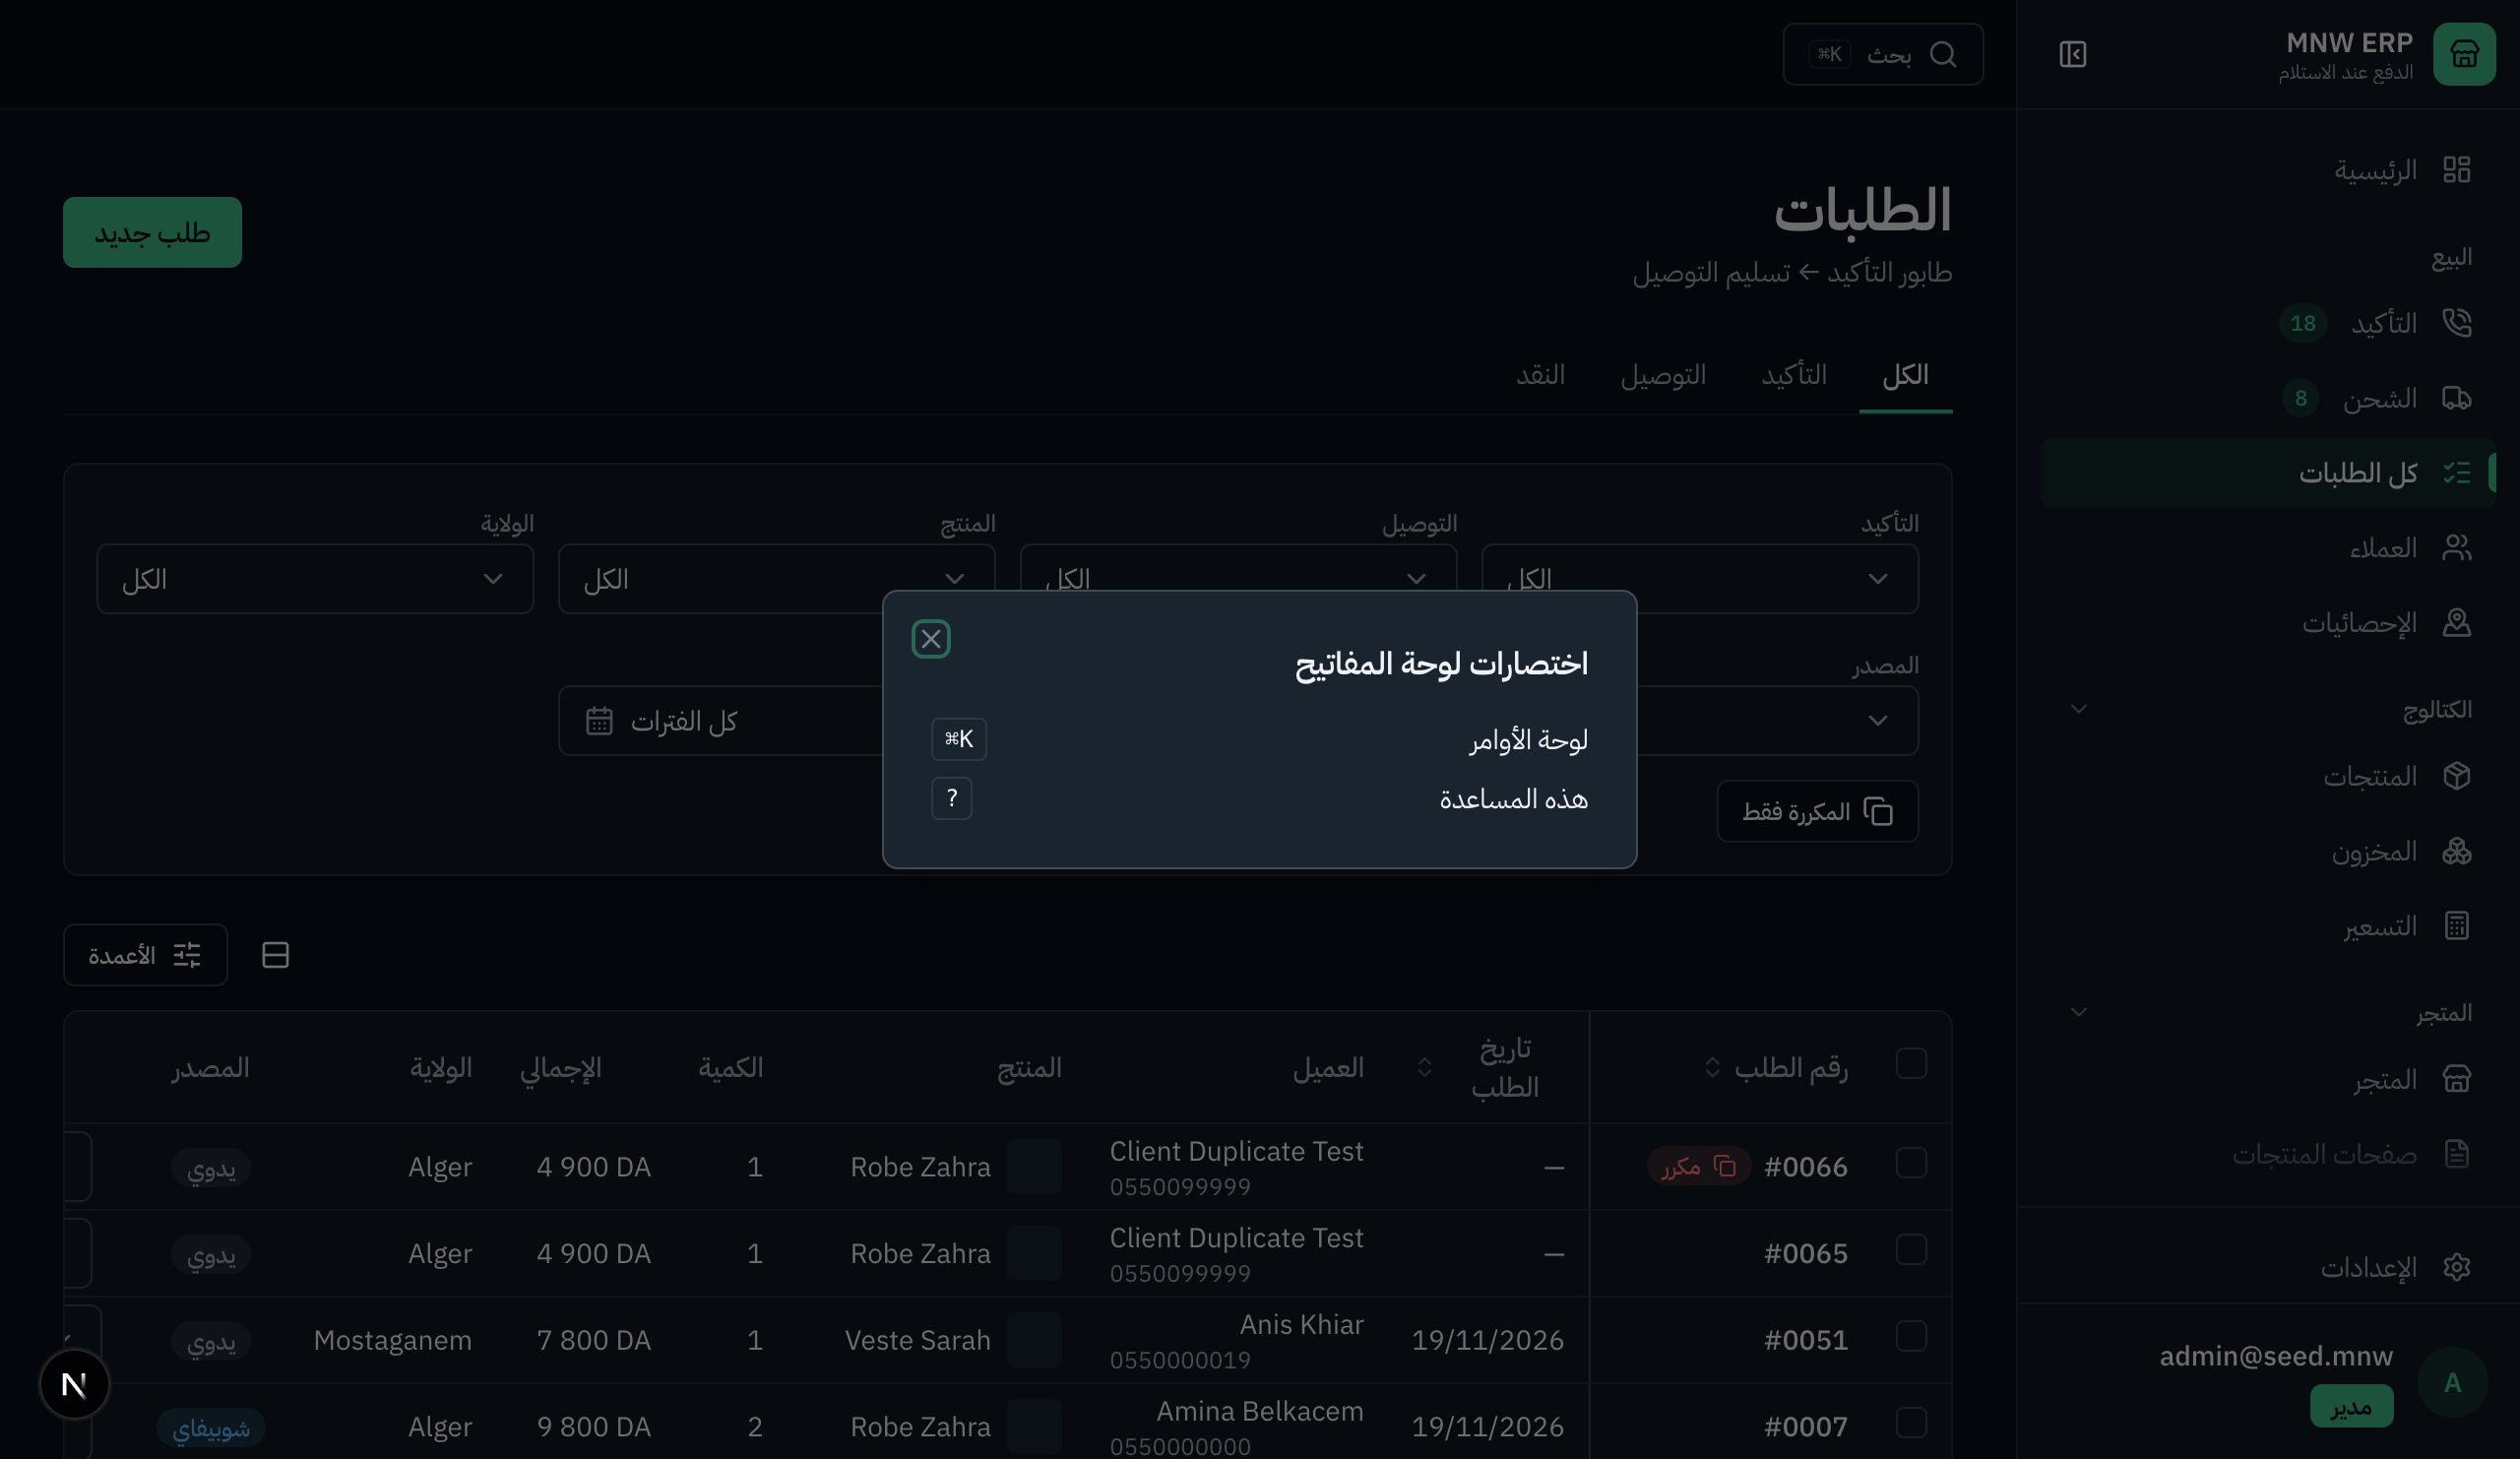 MNW ERP
الدفع عند الاستلام
بحث ⌘K
الرئيسية
البيع
التأكيد 18
الشحن 8
كل الطلبات
العملاء
الإحصائيات
الكتالوج
المنتجات
المخزون
التسعير
المتجر
المتجر
صفحات المنتجات
الإعدادات
admin@seed.mnw
A
مدير
الطلبات
طابور التأكيد ← تسليم التوصيل
طلب جديد
الكل التأكيد التوصيل النقد
التأكيد التوصيل المنتج الولاية
الكل الكل الكل الكل
المصدر
كل الفترات
المكررة فقط
اختصارات لوحة المفاتيح
لوحة الأوامر ⌘K
هذه المساعدة ?
الأعمدة
رقم الطلب تاريخ الطلب العميل المنتج الكمية الإجمالي الولاية المصدر
#0066 مكرر — Client Duplicate Test 0550099999 Robe Zahra 1 4 900 DA Alger يدوي
#0065 — Client Duplicate Test 0550099999 Robe Zahra 1 4 900 DA Alger يدوي
#0051 19/11/2026 Anis Khiar 0550000019 Veste Sarah 1 7 800 DA Mostaganem يدوي
#0007 19/11/2026 Amina Belkacem 0550000000 Robe Zahra 2 9 800 DA Alger شوبيفاي
N